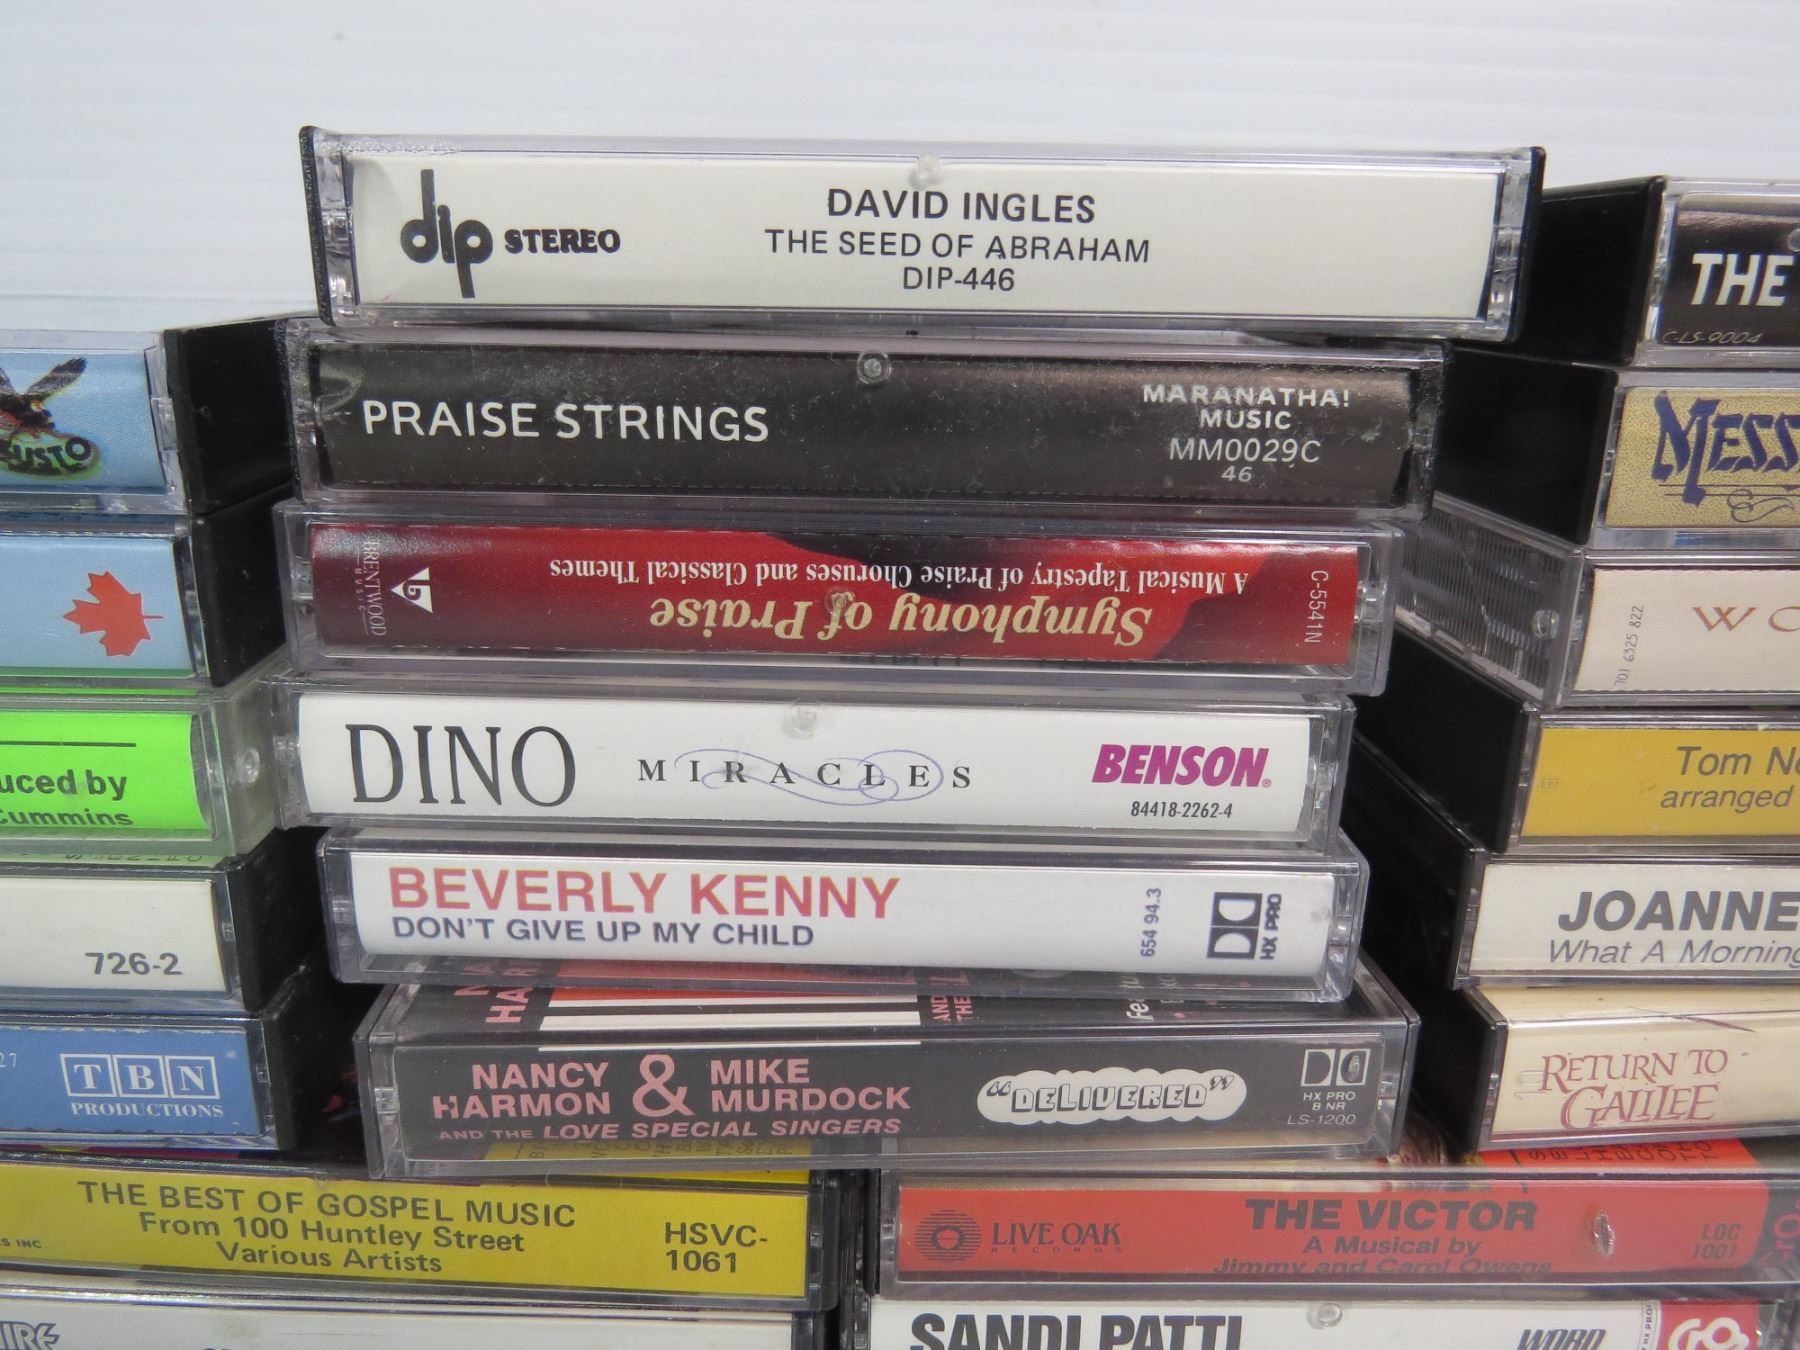 dip STEREO
DAVID INGLES
THE SEED OF ABRAHAM
DIP-446
PRAISE STRINGS
MARANATHA!
MUSIC
MM0029C
46
BRENTWOOD
MUSIC
Symphony of Praise
A Musical Tapestry of Praise Choruses and Classical Themes
C-5541N
DINO
MIRACLES
BENSON®
84418-2262-4
BEVERLY KENNY
DON'T GIVE UP MY CHILD
654 94.3
HX PRO
NANCY
HARMON
&
MIKE
MURDOCK
AND THE LOVE SPECIAL SINGERS
"DELIVERED"
HX PRO
B NR
LS-1200
uced by
Cummins
726-2
27
TBN
PRODUCTIONS
THE BEST OF GOSPEL MUSIC
From 100 Huntley Street
Various Artists
HSVC-
1061
S INC.
THE
C-LS-9004
MESS
701 6325 822
WO
Tom Ne
arranged
JOANNE
What A Morning
RETURN TO
GALILEE
LIVE OAK
RECORDS
THE VICTOR
A Musical by
Jimmy and Carol Owens
LOC
1001
SANDI PATTI
WORD